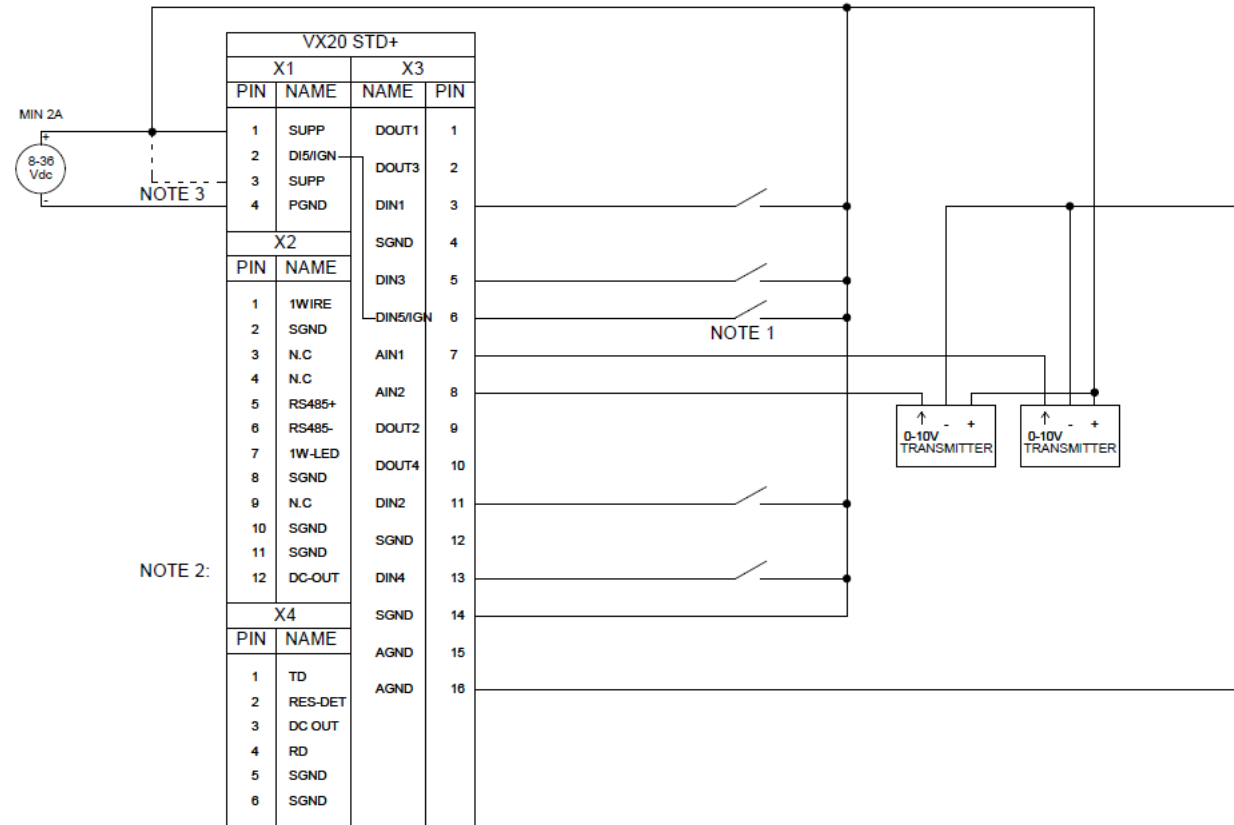 VX20 STD+
X1 X3
PIN NAME NAME PIN
MIN 2A
+
8-36
Vdc
-
NOTE 3
1 SUPP DOUT1 1
2 DI5/IGN
DOUT3 2
3 SUPP
4 PGND DIN1 3
X2 SGND 4
PIN NAME
DIN3 5
1 1WIRE
DIN5/IGN 6
2 SGND
NOTE 1
3 N.C AIN1 7
4 N.C
AIN2 8
5 RS485+
6 RS485- DOUT2 9
7 1W-LED
DOUT4 10
8 SGND
9 N.C DIN2 11
10 SGND
SGND 12
11 SGND
NOTE 2:
12 DC-OUT DIN4 13
X4 SGND 14
PIN NAME
AGND 15
1 TD
AGND 16
2 RES-DET
3 DC OUT
4 RD
5 SGND
6 SGND
- +
0-10V
TRANSMITTER
- +
0-10V
TRANSMITTER